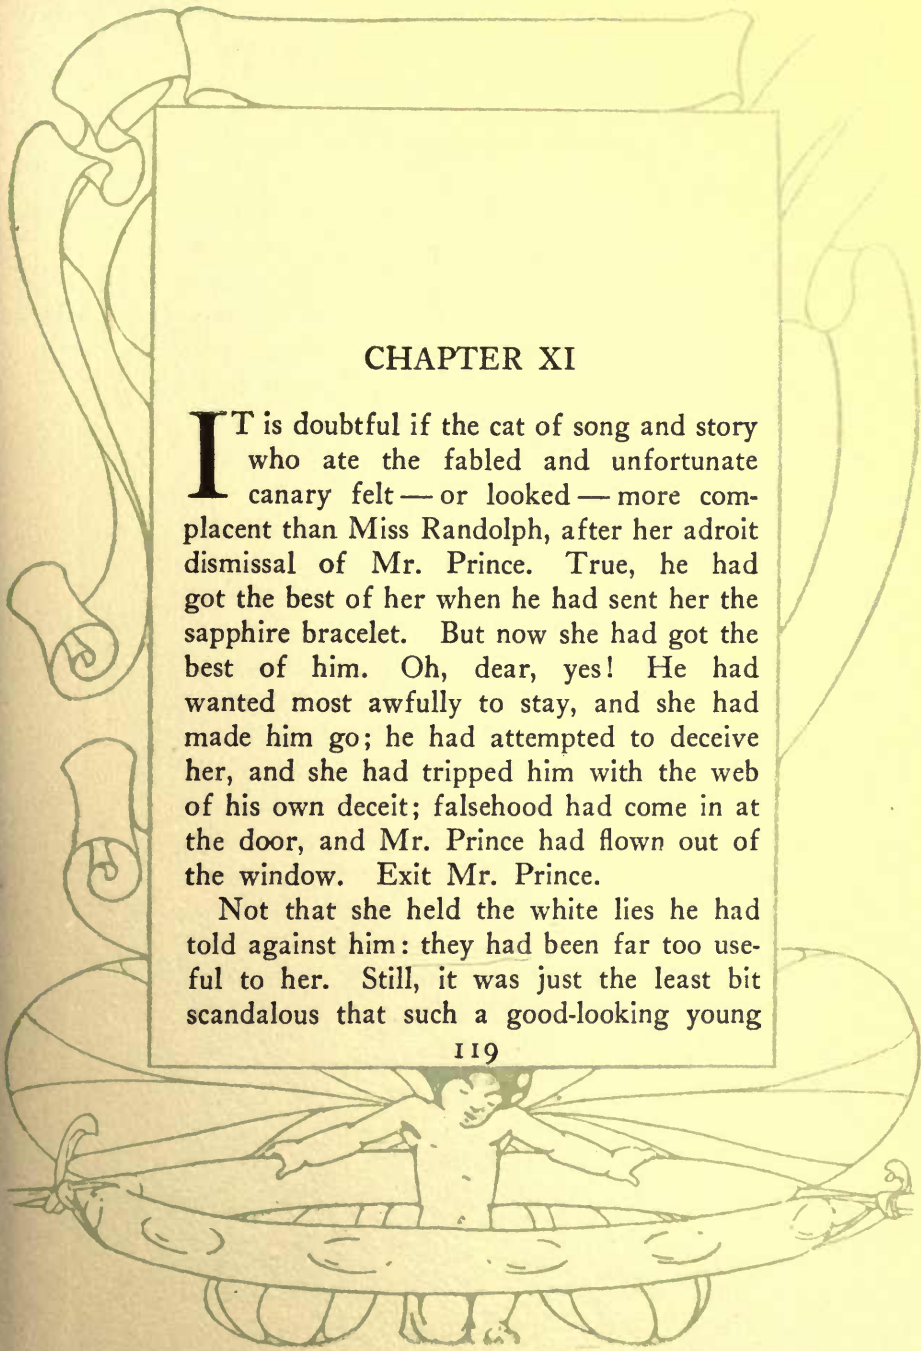 CHAPTER XI
IT is doubtful if the cat of song and story
who ate the fabled and unfortunate
canary felt — or looked — more com-
placent than Miss Randolph, after her adroit
dismissal of Mr. Prince. True, he had
got the best of her when he had sent her the
sapphire bracelet. But now she had got the
best of him. Oh, dear, yes! He had
wanted most awfully to stay, and she had
made him go; he had attempted to deceive
her, and she had tripped him with the web
of his own deceit; falsehood had come in at
the door, and Mr. Prince had flown out of
the window. Exit Mr. Prince.
Not that she held the white lies he had
told against him: they had been far too use-
ful to her. Still, it was just the least bit
scandalous that such a good-looking young
119